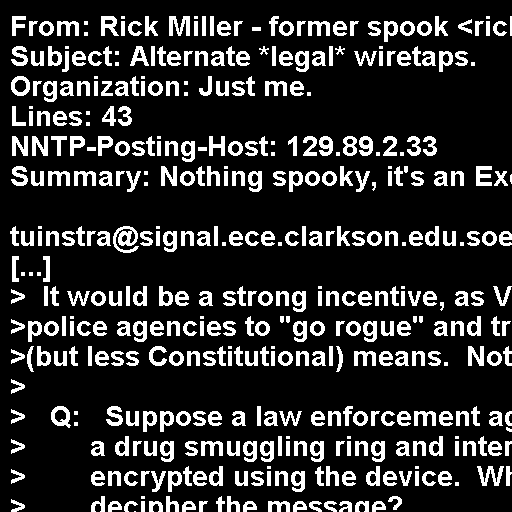 From: Rick Miller - former spook <ric
Subject: Alternate *legal* wiretaps.
Organization: Just me.
Lines: 43
NNTP-Posting-Host: 129.89.2.33
Summary: Nothing spooky, it's an Ex
tuinstra@signal.ece.clarkson.edu.soe
[...]
>  It would be a strong incentive, as V
>police agencies to "go rogue" and tr
>(but less Constitutional) means.  Not
>
>   Q:   Suppose a law enforcement ag
>        a drug smuggling ring and inter
>        encrypted using the device.  Wh
>        decipher the message?